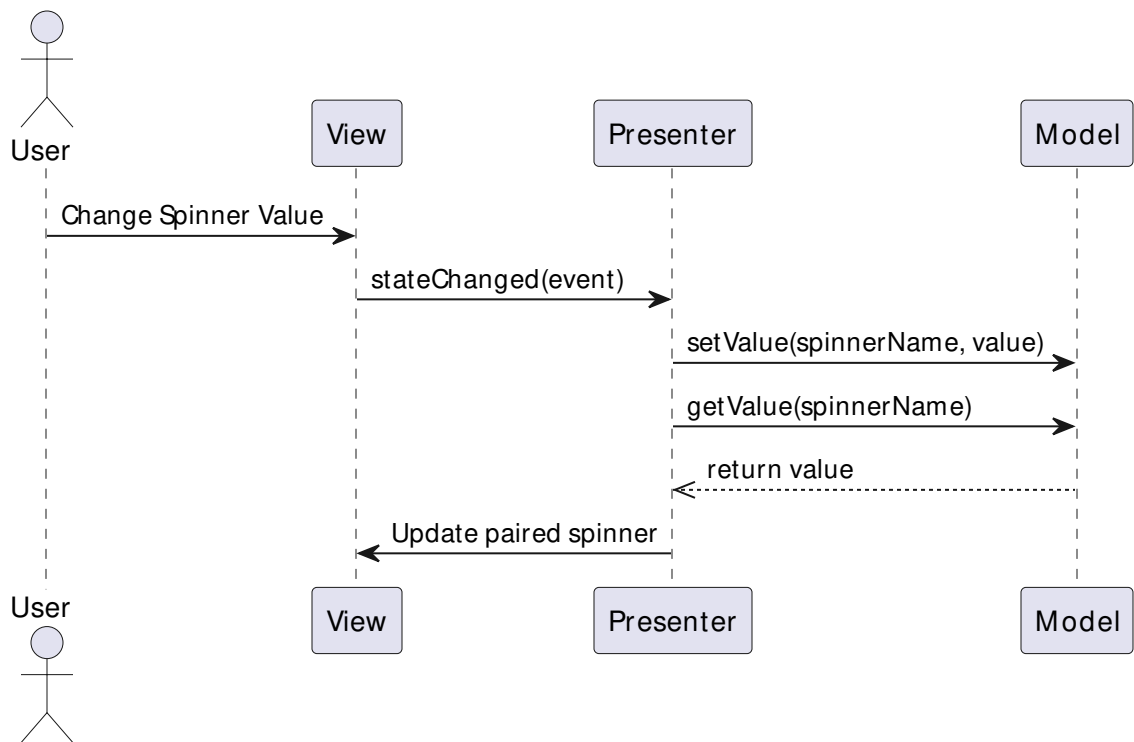 User
View
Presenter
Model
Change Spinner Value
stateChanged(event)
setValue(spinnerName, value)
getValue(spinnerName)
return value
Update paired spinner
User
View
Presenter
Model